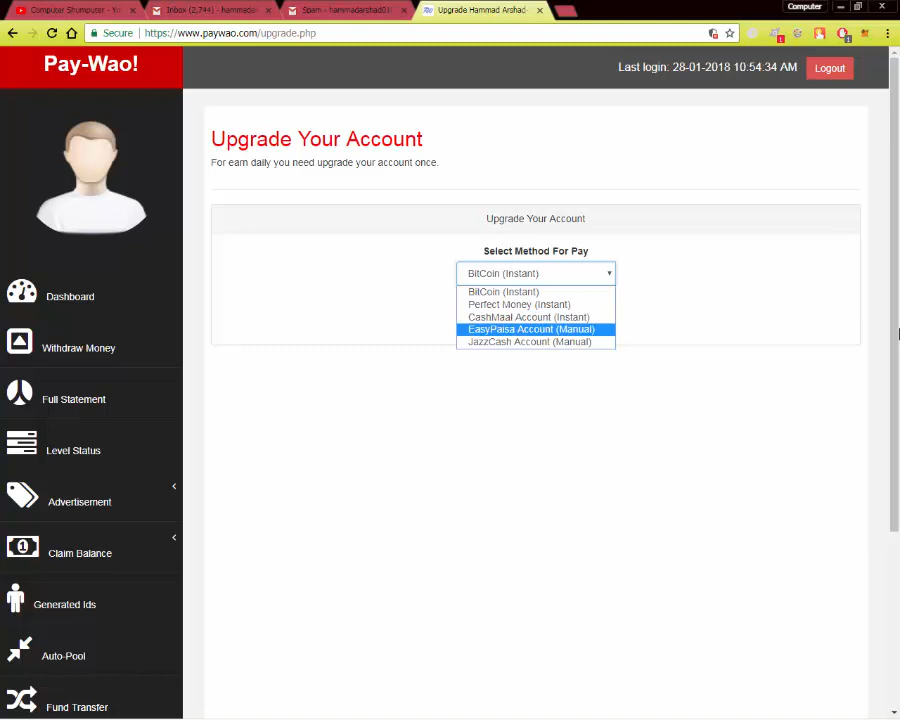 Computer Shumputer - Yo
Inbox (2,744) - hammada
Spam - hammadarshad01
Upgrade Hammad Arshad-
Computer
Secure
https://www.paywao.com/upgrade.php
Pay-Wao!
Last login: 28-01-2018 10:54:34 AM
Logout
Upgrade Your Account
For earn daily you need upgrade your account once.
Upgrade Your Account
Select Method For Pay
BitCoin (Instant)
BitCoin (Instant)
Perfect Money (Instant)
CashMaal Account (Instant)
EasyPaisa Account (Manual)
JazzCash Account (Manual)
Dashboard
Withdraw Money
Full Statement
Level Status
Advertisement
Claim Balance
Generated Ids
Auto-Pool
Fund Transfer